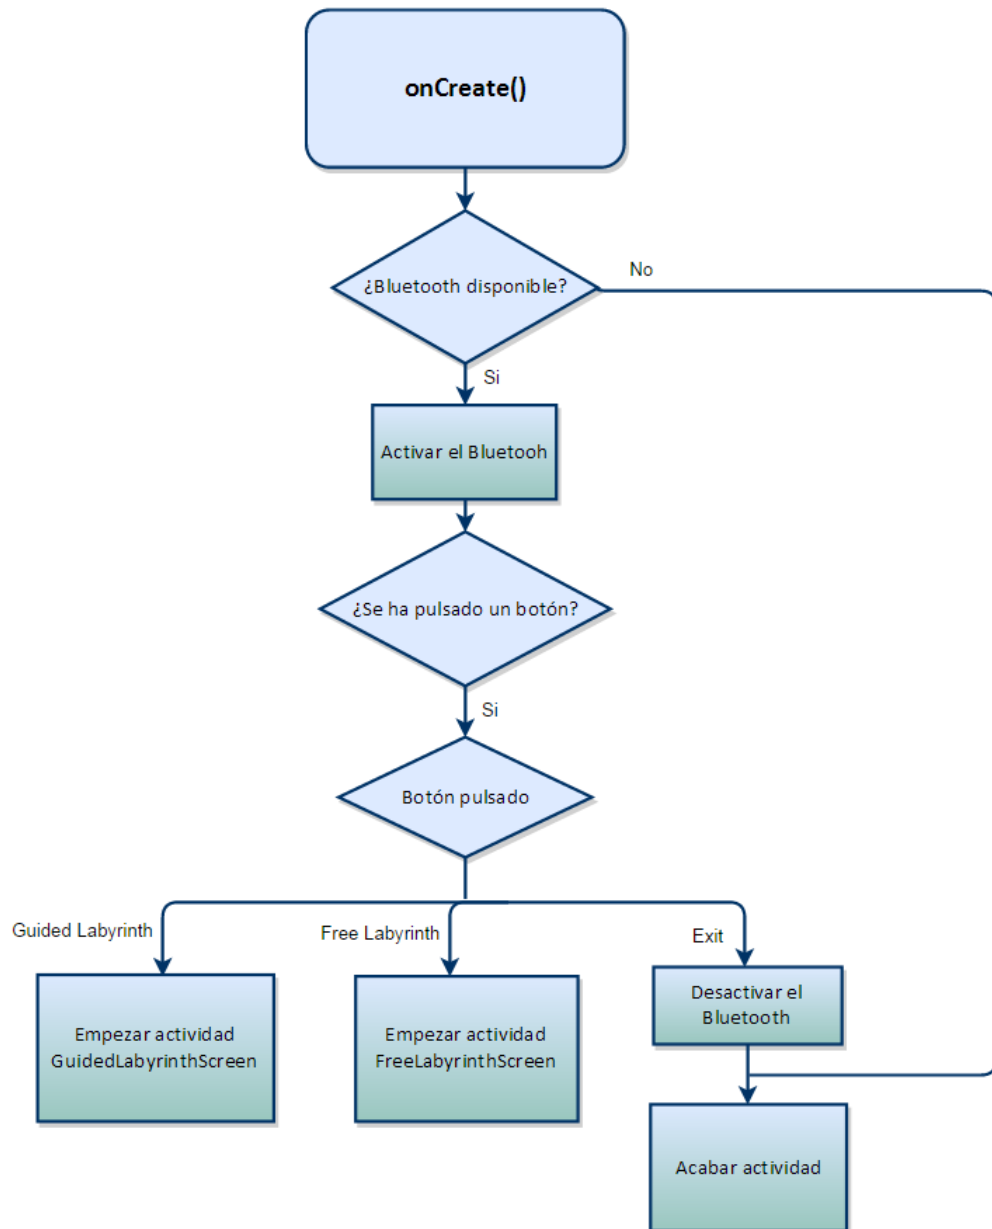 onCreate()
¿Bluetooth disponible?
No
Si
Activar el Bluetooh
¿Se ha pulsado un botón?
Si
Botón pulsado
Guided Labyrinth
Free Labyrinth
Exit
Empezar actividad
GuidedLabyrinthScreen
Empezar actividad
FreeLabyrinthScreen
Desactivar el
Bluetooth
Acabar actividad